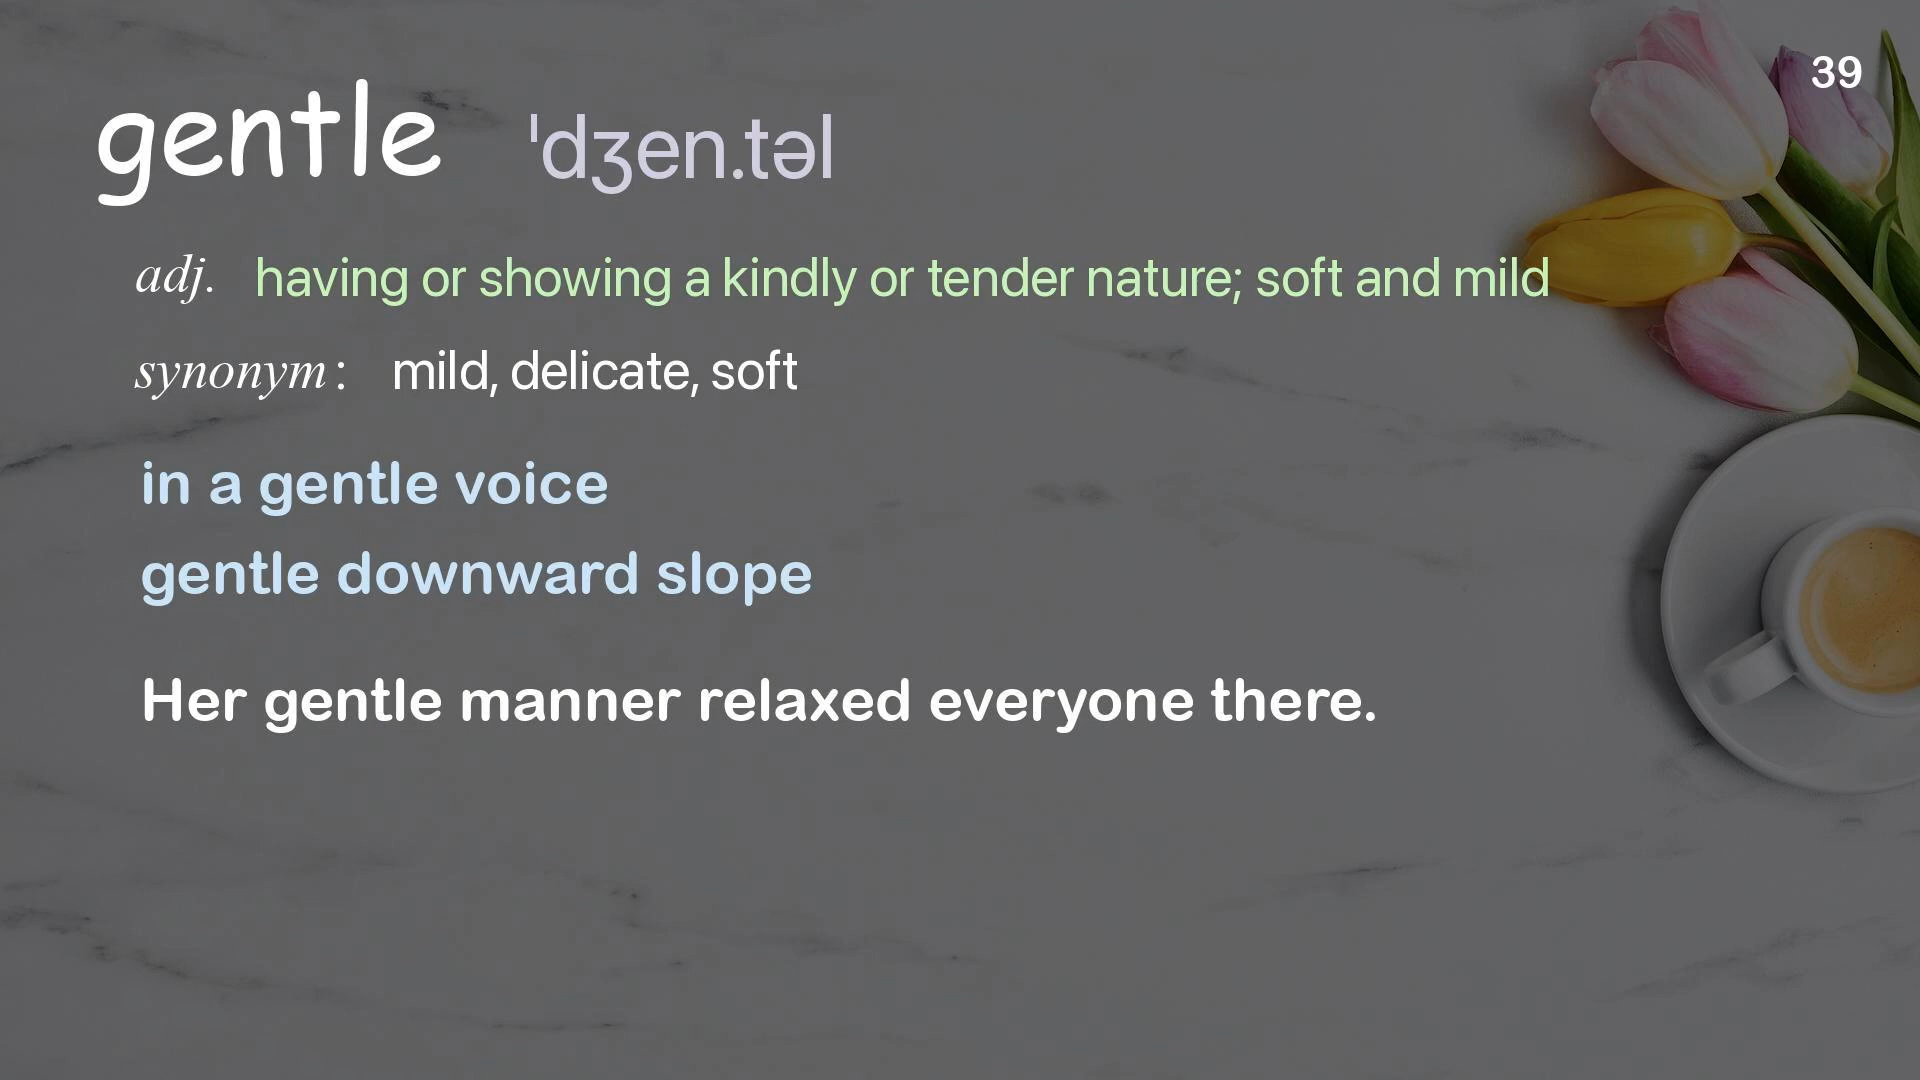 39
gentle ˈdʒen.təl
adj. having or showing a kindly or tender nature; soft and mild
synonym: mild, delicate, soft
in a gentle voice
gentle downward slope
Her gentle manner relaxed everyone there.